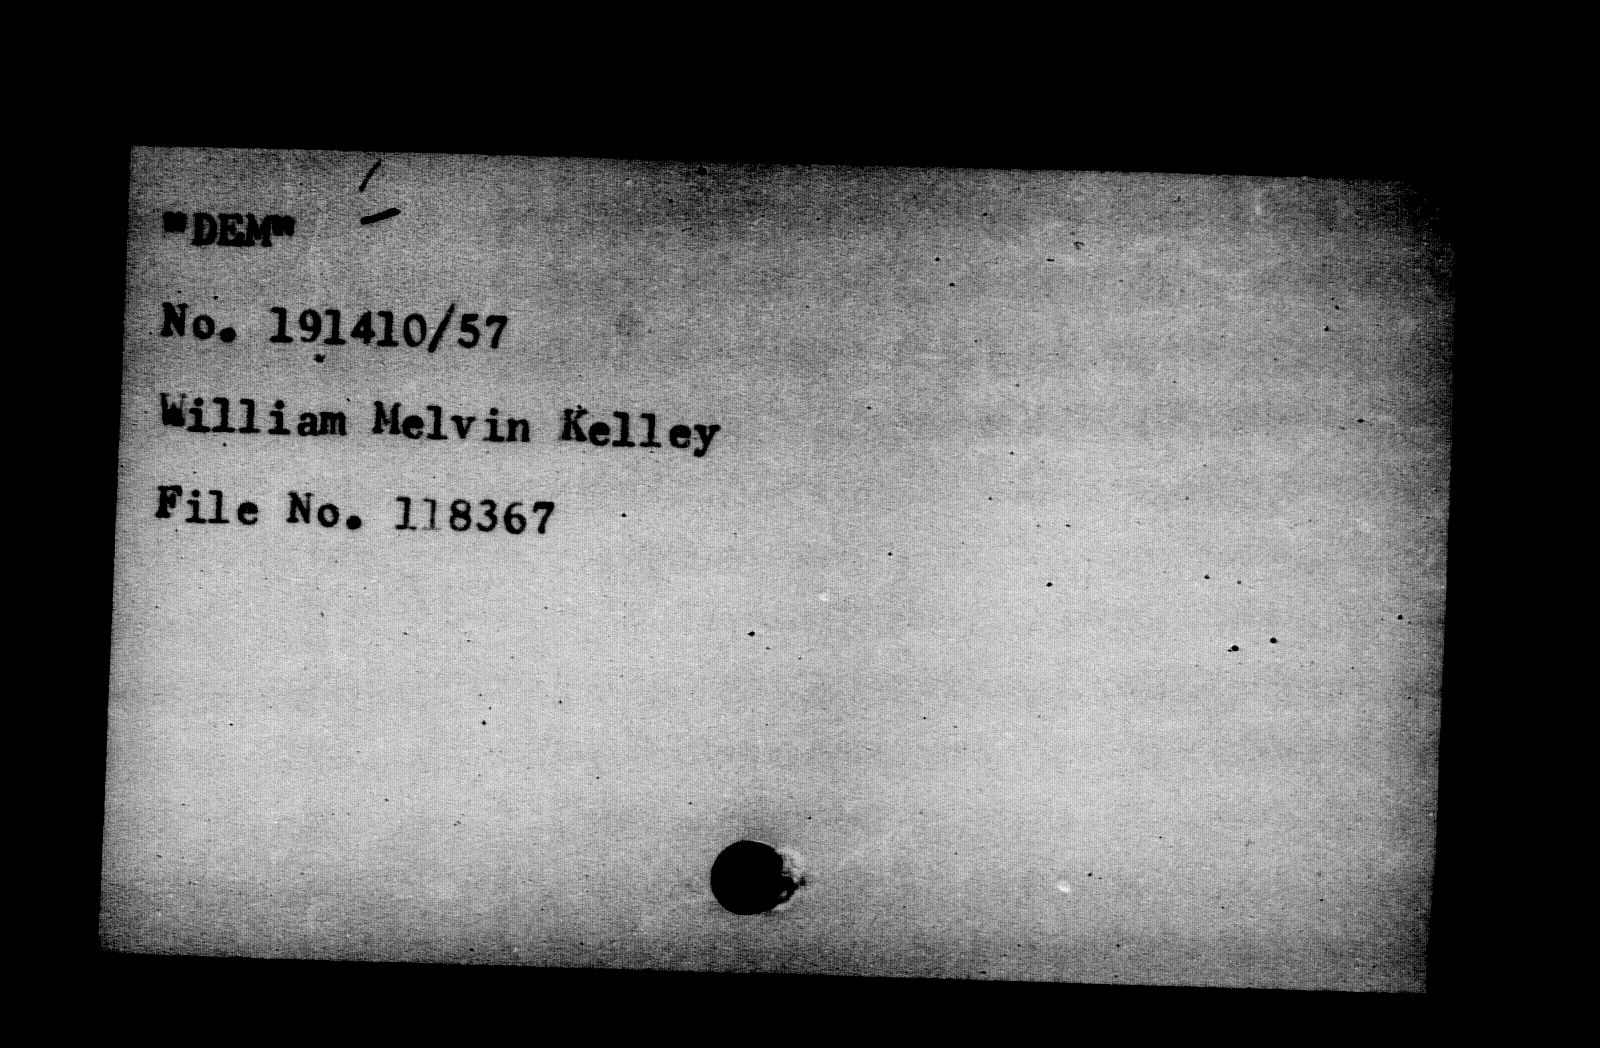 "DEM"
No. 191410/57
William Melvin Kelley
File No. 118367